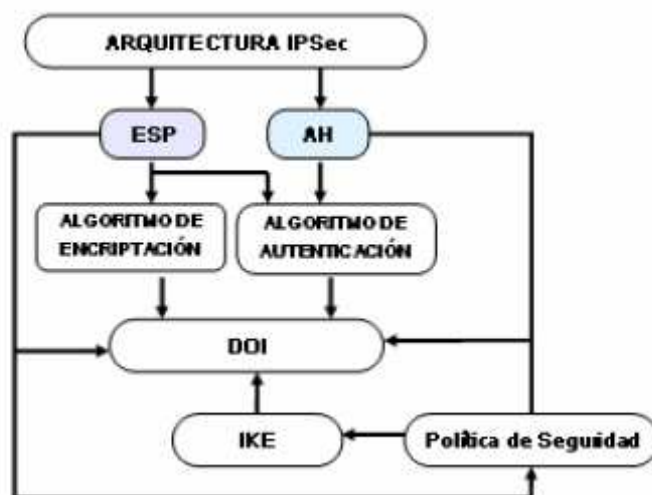 ARQUITECTURA IPSec
ESP
AH
ALGORITMO DE
ENCRIPTACIÓN
ALGORITMO DE
AUTENTICACIÓN
DOI
IKE
Política de Seguridad